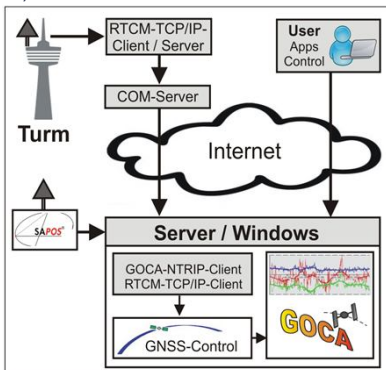 RTCM-TCP/IP-
Client / Server
User
Apps
Control
COM-Server
Turm
Internet
SAPOS®
Server / Windows
GOCA-NTRIP-Client
RTCM-TCP/IP-Client
GNSS-Control
GOCA